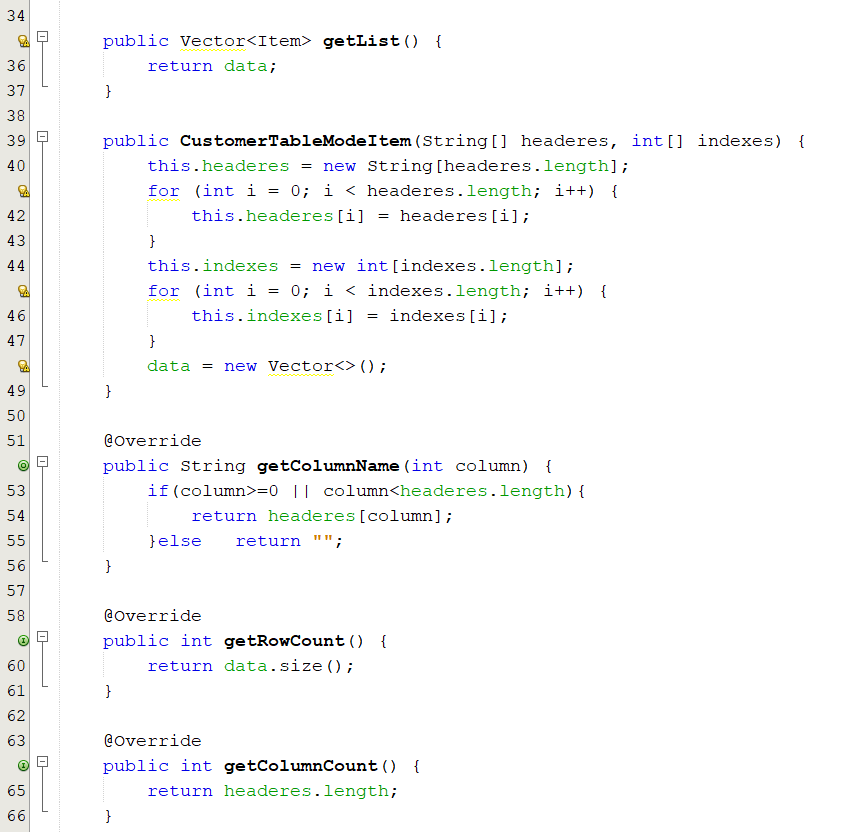 34
public Vector<Item> getList() {
36 return data;
37 }
38
39 public CustomerTableModeItem(String[] headeres, int[] indexes) {
40 this.headeres = new String[headeres.length];
for (int i = 0; i < headeres.length; i++) {
42 this.headeres[i] = headeres[i];
43 }
44 this.indexes = new int[indexes.length];
for (int i = 0; i < indexes.length; i++) {
46 this.indexes[i] = indexes[i];
47 }
data = new Vector<>();
49 }
50
51 @Override
public String getColumnName(int column) {
53 if(column>=0 || column<headeres.length){
54 return headeres[column];
55 }else   return "";
56 }
57
58 @Override
public int getRowCount() {
60 return data.size();
61 }
62
63 @Override
public int getColumnCount() {
65 return headeres.length;
66 }